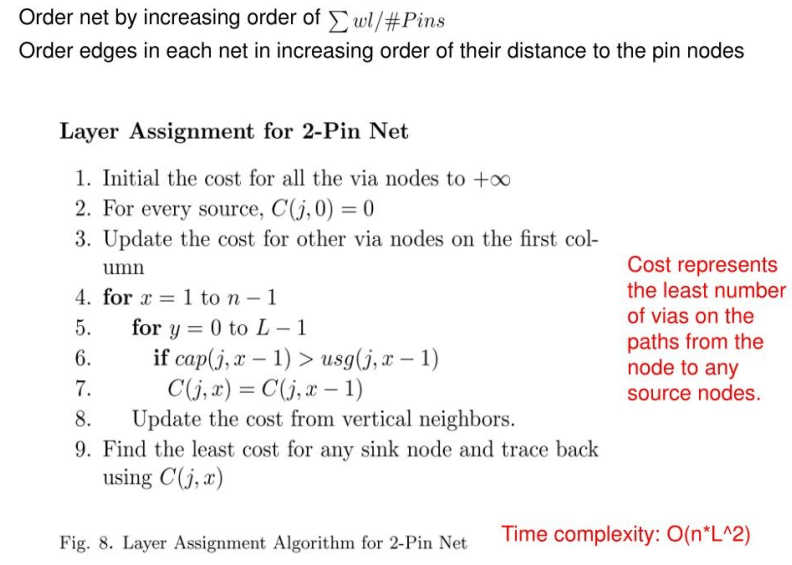 Order net by increasing order of ∑ wl/#Pins
Order edges in each net in increasing order of their distance to the pin nodes
Layer Assignment for 2-Pin Net
1. Initial the cost for all the via nodes to +∞
2. For every source, C(j, 0) = 0
3. Update the cost for other via nodes on the first col-
umn
4. for x = 1 to n − 1
5. for y = 0 to L − 1
6. if cap(j, x − 1) > usg(j, x − 1)
7. C(j, x) = C(j, x − 1)
8. Update the cost from vertical neighbors.
9. Find the least cost for any sink node and trace back
using C(j, x)
Cost represents
the least number
of vias on the
paths from the
node to any
source nodes.
Fig. 8. Layer Assignment Algorithm for 2-Pin Net
Time complexity: O(n*L^2)